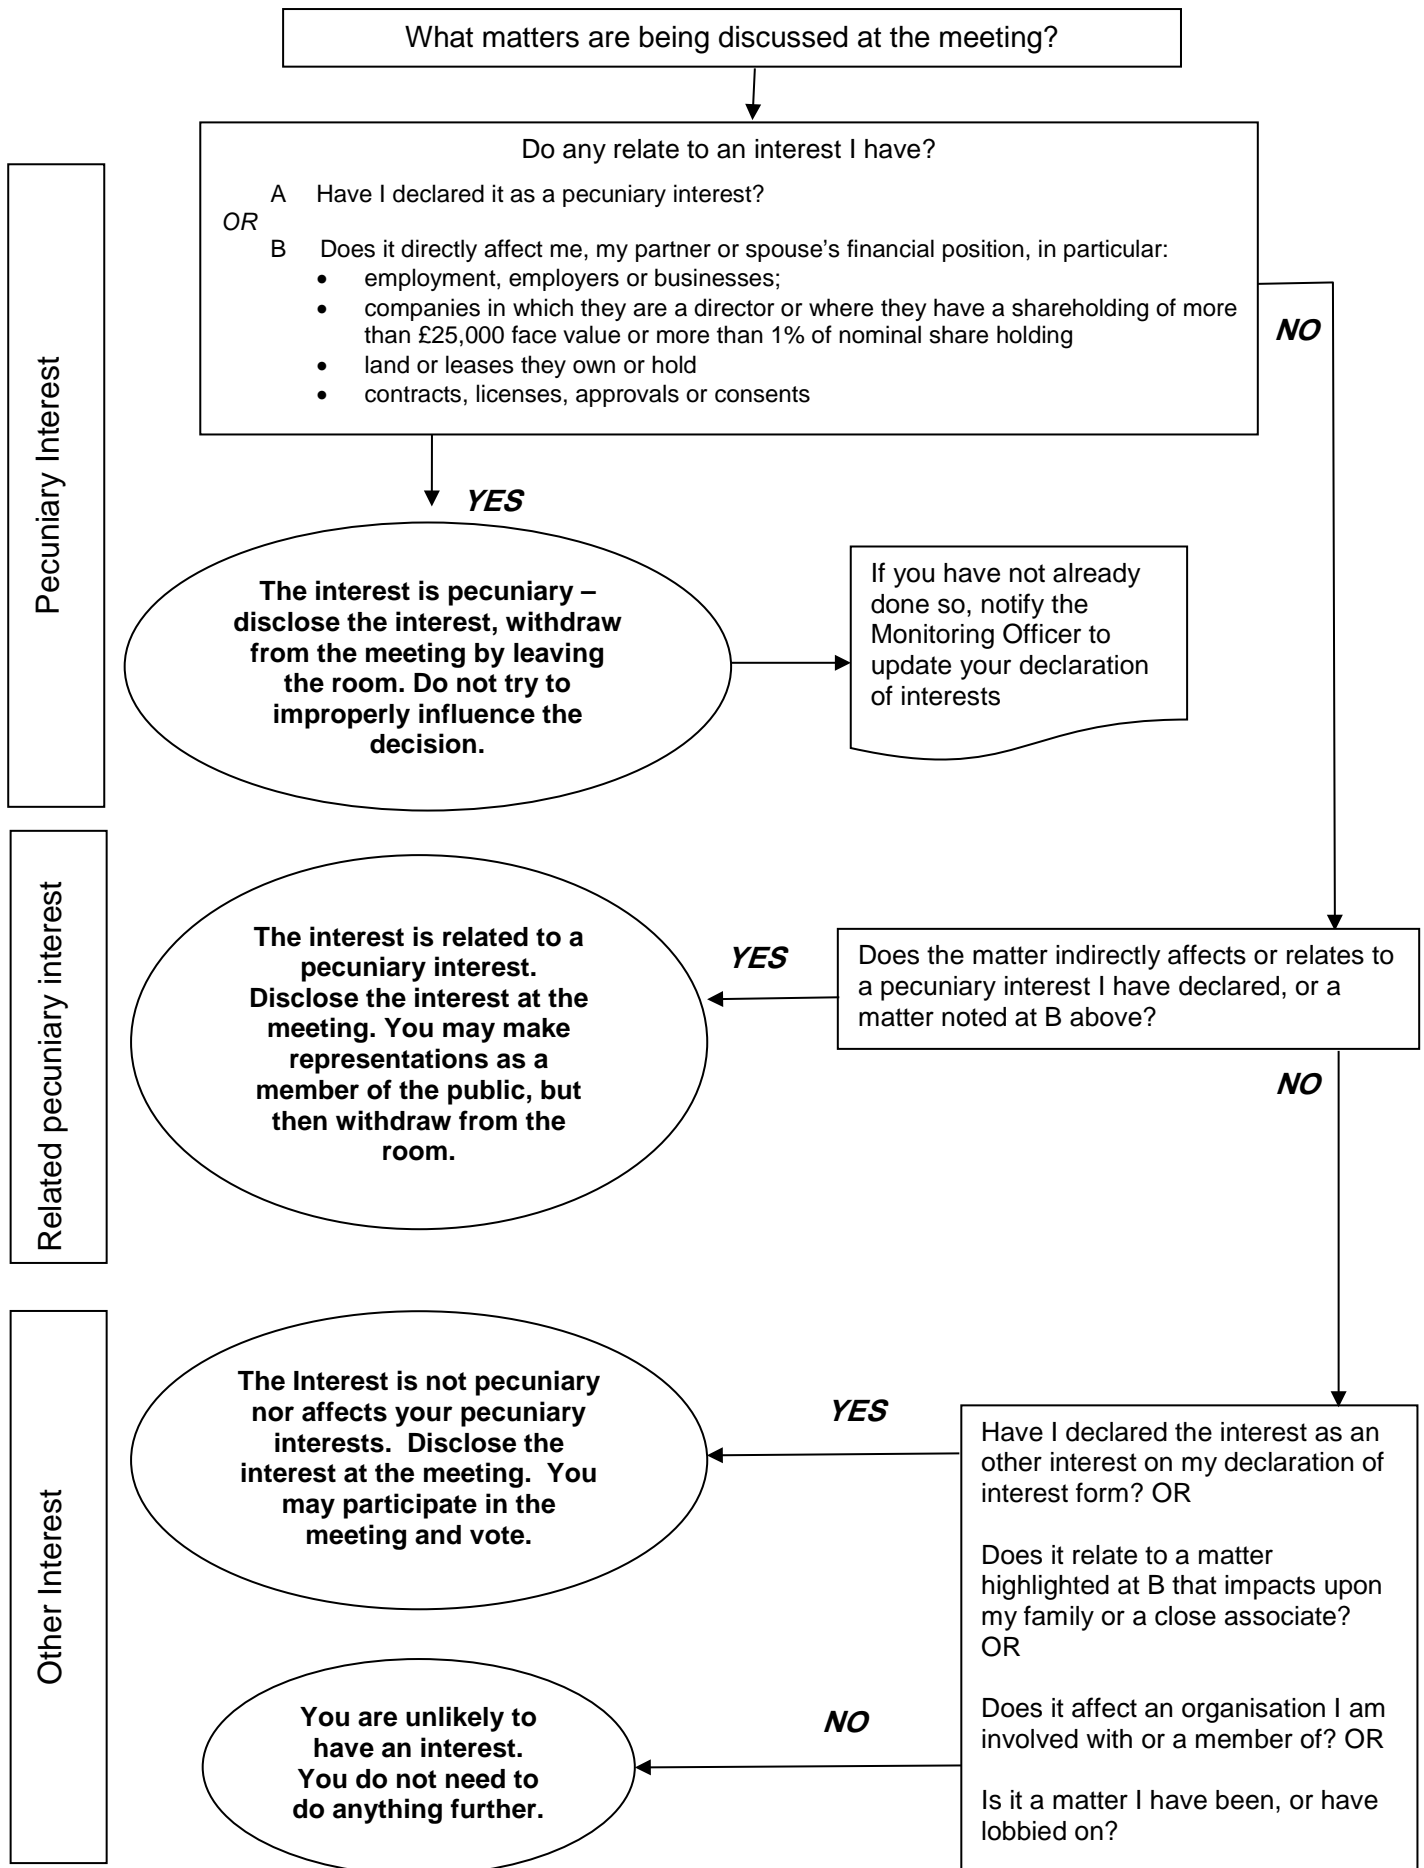 What matters are being discussed at the meeting?
Do any relate to an interest I have?
A Have I declared it as a pecuniary interest?
OR
B Does it directly affect me, my partner or spouse’s financial position, in particular:
• employment, employers or businesses;
• companies in which they are a director or where they have a shareholding of more
than £25,000 face value or more than 1% of nominal share holding
• land or leases they own or hold
• contracts, licenses, approvals or consents
NO
Pecuniary Interest
YES
The interest is pecuniary –
disclose the interest, withdraw
from the meeting by leaving
the room. Do not try to
improperly influence the
decision.
If you have not already
done so, notify the
Monitoring Officer to
update your declaration
of interests
Related pecuniary interest
The interest is related to a
pecuniary interest.
Disclose the interest at the
meeting. You may make
representations as a
member of the public, but
then withdraw from the
room.
YES
Does the matter indirectly affects or relates to
a pecuniary interest I have declared, or a
matter noted at B above?
NO
Other Interest
The Interest is not pecuniary
nor affects your pecuniary
interests. Disclose the
interest at the meeting. You
may participate in the
meeting and vote.
YES
Have I declared the interest as an
other interest on my declaration of
interest form? OR
Does it relate to a matter
highlighted at B that impacts upon
my family or a close associate?
OR
Does it affect an organisation I am
involved with or a member of? OR
Is it a matter I have been, or have
lobbied on?
NO
You are unlikely to
have an interest.
You do not need to
do anything further.